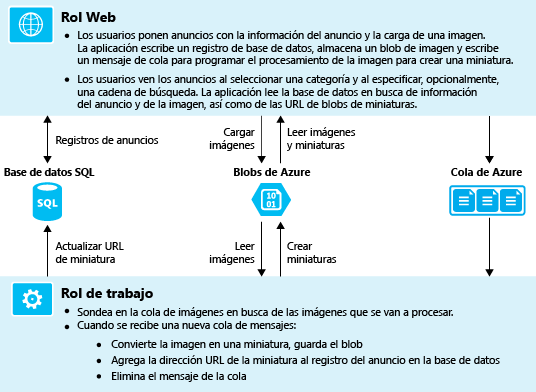 Rol Web
• Los usuarios ponen anuncios con la información del anuncio y la carga de una imagen.
La aplicación escribe un registro de base de datos, almacena un blob de imagen y escribe
un mensaje de cola para programar el procesamiento de la imagen para crear una miniatura.
• Los usuarios ven los anuncios al seleccionar una categoría y al especificar, opcionalmente,
una cadena de búsqueda. La aplicación lee la base de datos en busca de información
del anuncio y de la imagen, así como de las URL de blobs de miniaturas.
Registros de anuncios
Cargar
imágenes
Leer imágenes
y miniaturas
Base de datos SQL
Blobs de Azure
Cola de Azure
SQL
10
01
Actualizar URL
de miniatura
Leer
imágenes
Crear
miniaturas
Rol de trabajo
• Sondea en la cola de imágenes en busca de las imágenes que se van a procesar.
• Cuando se recibe una nueva cola de mensajes:
• Convierte la imagen en una miniatura, guarda el blob
• Agrega la dirección URL de la miniatura al registro del anuncio en la base de datos
• Elimina el mensaje de la cola